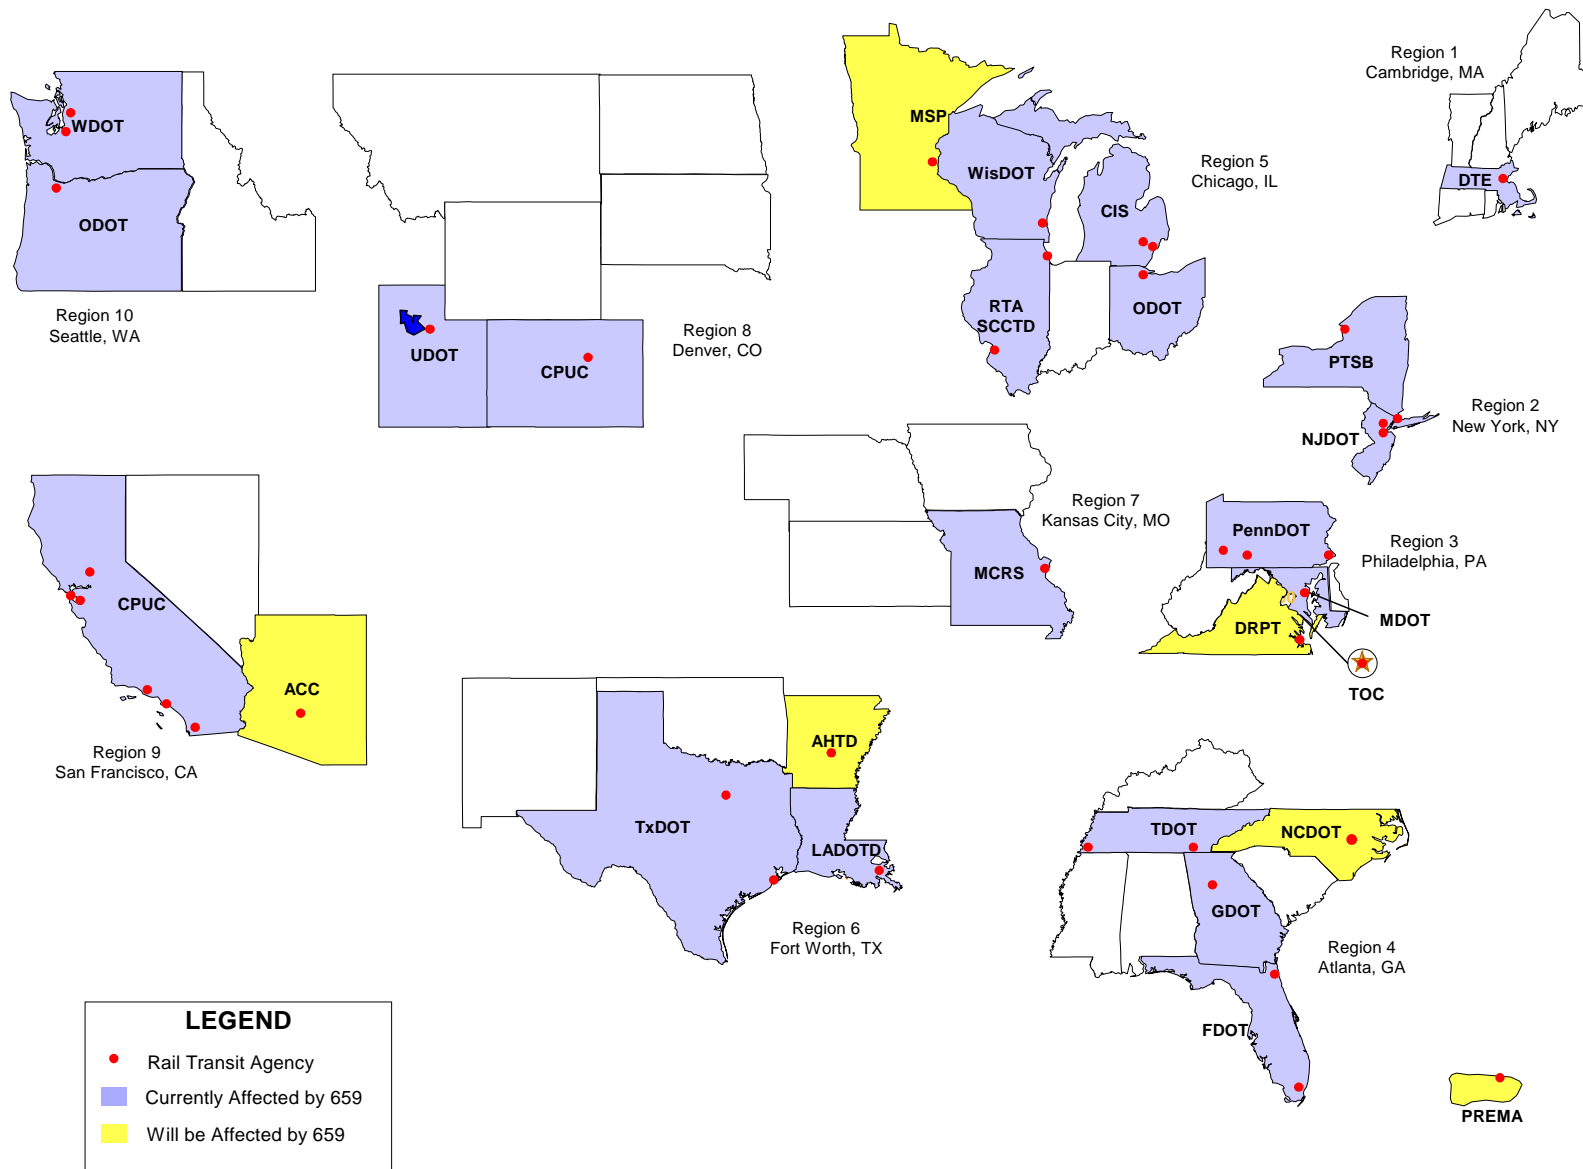 Region 1
Cambridge, MA
MSP
WDOT
Region 5
Chicago, IL
WisDOT
DTE
CIS
ODOT
RTA
SCCTD
ODOT
Region 10
Seattle, WA
Region 8
Denver, CO
UDOT
CPUC
PTSB
Region 2
New York, NY
NJDOT
Region 7
Kansas City, MO
PennDOT
Region 3
Philadelphia, PA
MCRS
CPUC
MDOT
DRPT
ACC
TOC
AHTD
Region 9
San Francisco, CA
TxDOT
LADOTD
TDOT
NCDOT
GDOT
Region 6
Fort Worth, TX
Region 4
Atlanta, GA
FDOT
LEGEND
Rail Transit Agency
Currently Affected by 659
Will be Affected by 659
PREMA